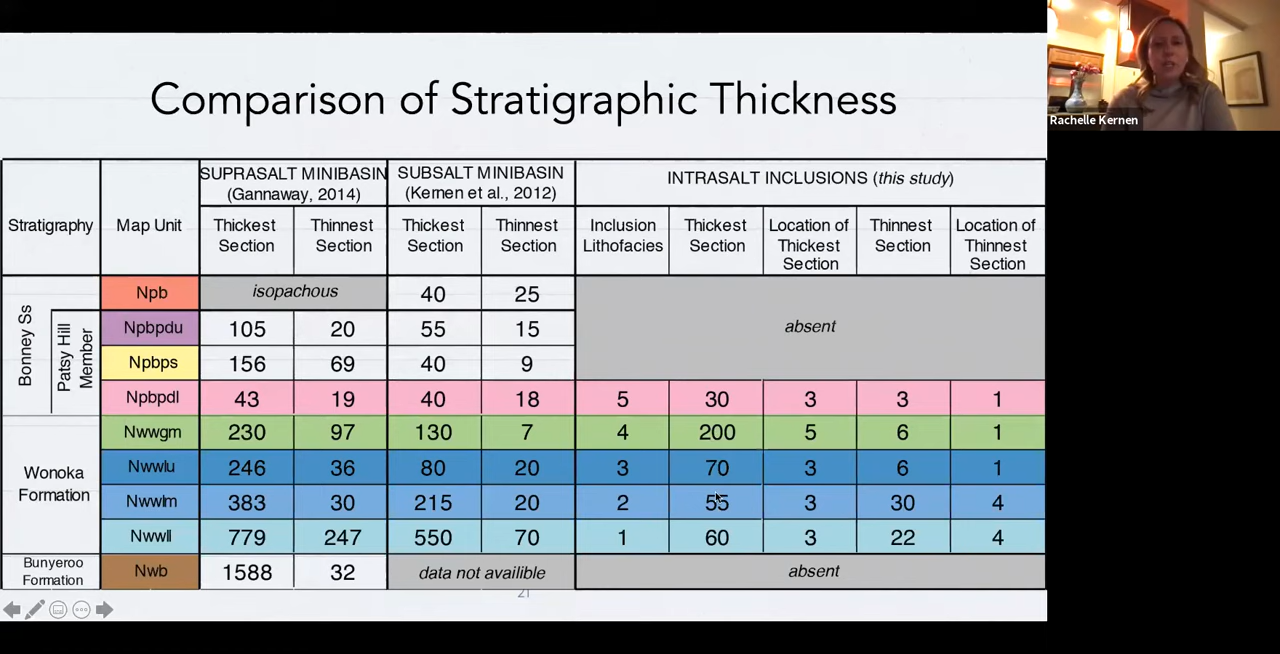 Comparison of Stratigraphic Thickness
Rachelle Kernen
Stratigraphy
Map Unit
SUPRASALT MINIBASIN
(Gannaway, 2014)
SUBSALT MINIBASIN
(Kernen et al., 2012)
INTRASALT INCLUSIONS (this study)
Thickest
Section
Thinnest
Section
Thickest
Section
Thinnest
Section
Inclusion
Lithofacies
Thickest
Section
Location of
Thickest
Section
Thinnest
Section
Location of
Thinnest
Section
Bonney Ss
Patsy Hill
Member
Npb isopachous 40 25
absent
Npbpdu 105 20 55 15
Npbps 156 69 40 9
Npbpdl 43 19 40 18 5 30 3 3 1
Wonoka
Formation
Nwwgm 230 97 130 7 4 200 5 6 1
Nwwlu 246 36 80 20 3 70 3 6 1
Nwwlm 383 30 215 20 2 55 3 30 4
Nwwll 779 247 550 70 1 60 3 22 4
Bunyeroo
Formation
Nwb 1588 32 data not availible absent
21